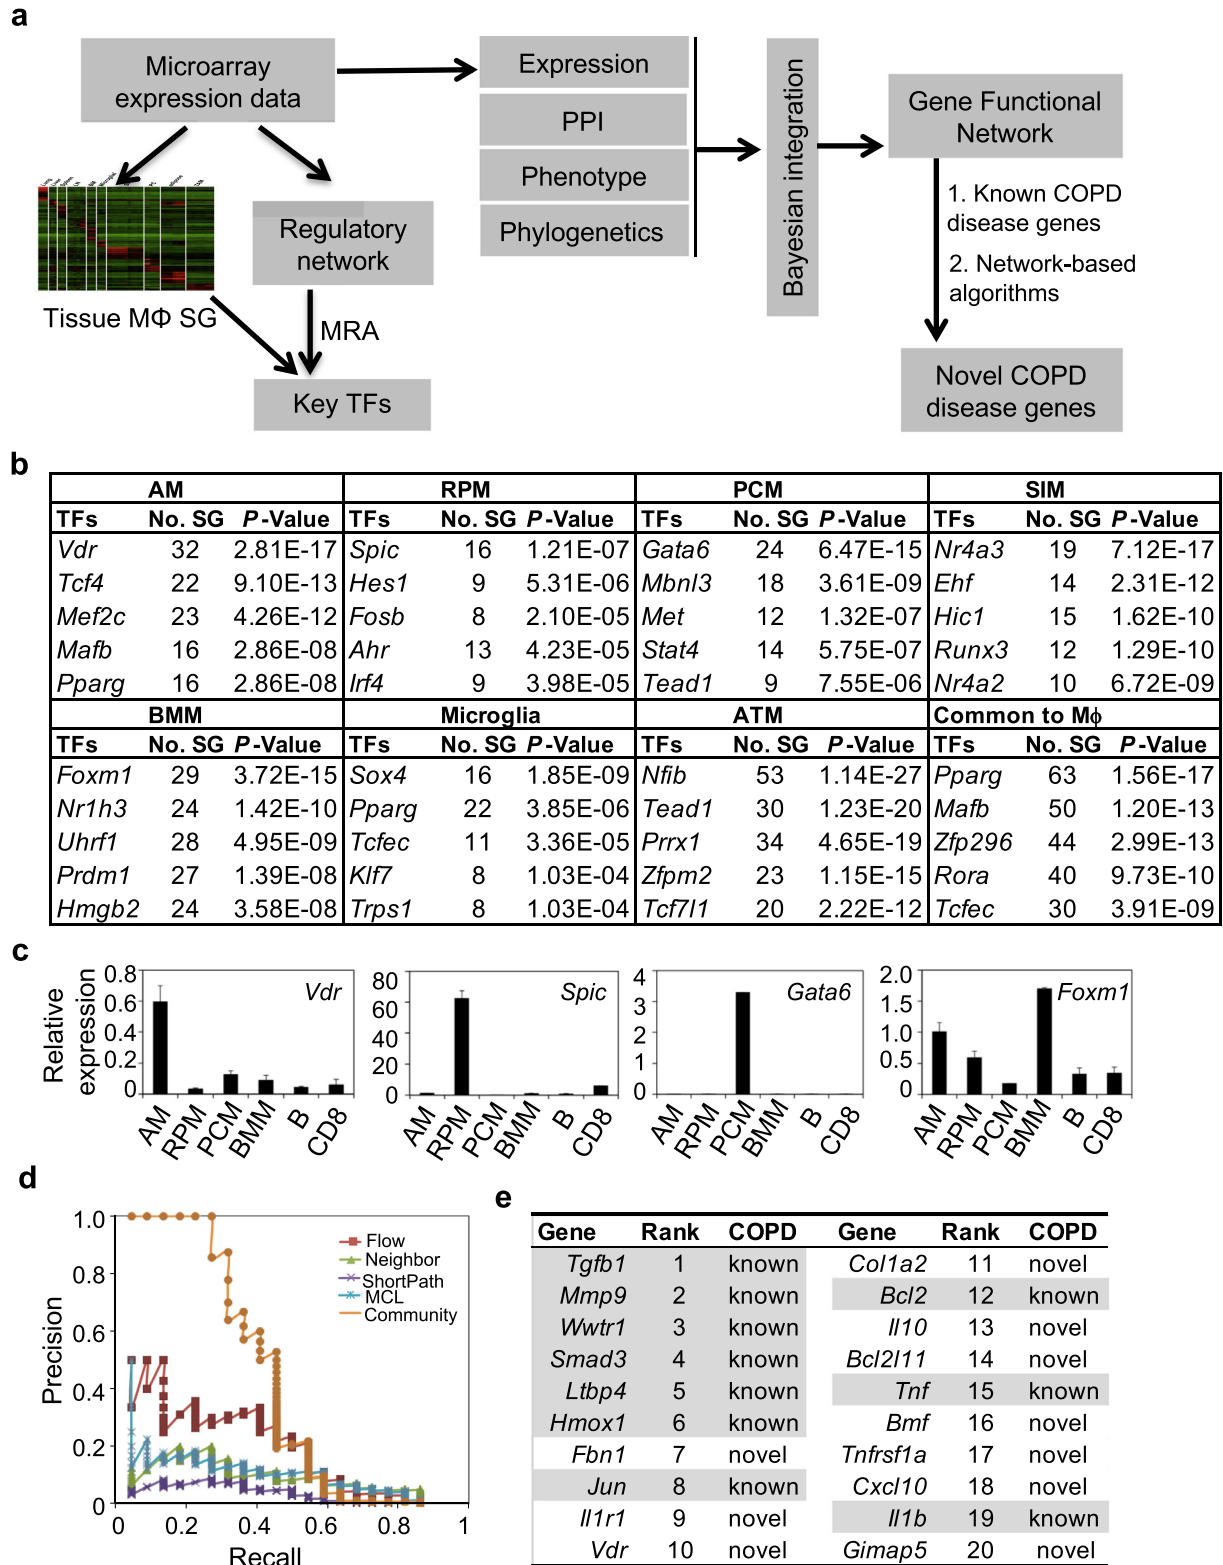 a
Microarray
expression data
Expression
PPI
Phenotype
Phylogenetics
Bayesian integration
Gene Functional
Network
1. Known COPD
disease genes
2. Network-based
algorithms
Novel COPD
disease genes
Regulatory
network
Tissue MΦ SG
MRA
Key TFs
b
AM RPM PCM SIM
TFs No. SG P-Value TFs No. SG P-Value TFs No. SG P-Value TFs No. SG P-Value
Vdr 32 2.81E-17 Spic 16 1.21E-07 Gata6 24 6.47E-15 Nr4a3 19 7.12E-17
Tcf4 22 9.10E-13 Hes1 9 5.31E-06 Mbnl3 18 3.61E-09 Ehf 14 2.31E-12
Mef2c 23 4.26E-12 Fosb 8 2.10E-05 Met 12 1.32E-07 Hic1 15 1.62E-10
Mafb 16 2.86E-08 Ahr 13 4.23E-05 Stat4 14 5.75E-07 Runx3 12 1.29E-10
Pparg 16 2.86E-08 Irf4 9 3.98E-05 Tead1 9 7.55E-06 Nr4a2 10 6.72E-09
BMM Microglia ATM Common to Mϕ
TFs No. SG P-Value TFs No. SG P-Value TFs No. SG P-Value TFs No. SG P-Value
Foxm1 29 3.72E-15 Sox4 16 1.85E-09 Nfib 53 1.14E-27 Pparg 63 1.56E-17
Nr1h3 24 1.42E-10 Pparg 22 3.85E-06 Tead1 30 1.23E-20 Mafb 50 1.20E-13
Uhrf1 28 4.95E-09 Tcfec 11 3.36E-05 Prrx1 34 4.65E-19 Zfp296 44 2.99E-13
Prdm1 27 1.39E-08 Klf7 8 1.03E-04 Zfpm2 23 1.15E-15 Rora 40 9.73E-10
Hmgb2 24 3.58E-08 Trps1 8 1.03E-04 Tcf7l1 20 2.22E-12 Tcfec 30 3.91E-09
c
Relative
expression
0.8
0.6
0.4
0.2
0
Vdr
AM RPM PCM BMM B CD8
80
60
40
20
0
Spic
AM RPM PCM BMM B CD8
4
3
2
1
0
Gata6
AM RPM PCM BMM B CD8
2.0
1.5
1.0
0.5
0
Foxm1
AM RPM PCM BMM B CD8
d
Precision
1.0
0.8
0.6
0.4
0.2
0
Flow
Neighbor
ShortPath
MCL
Community
0 0.2 0.4 0.6 0.8 1
Recall
e
Gene Rank COPD Gene Rank COPD
Tgfb1 1 known Col1a2 11 novel
Mmp9 2 known Bcl2 12 known
Wwtr1 3 known Il10 13 novel
Smad3 4 known Bcl2l11 14 novel
Ltbp4 5 known Tnf 15 known
Hmox1 6 known Bmf 16 novel
Fbn1 7 novel Tnfrsf1a 17 novel
Jun 8 known Cxcl10 18 novel
Il1r1 9 novel Il1b 19 known
Vdr 10 novel Gimap5 20 novel